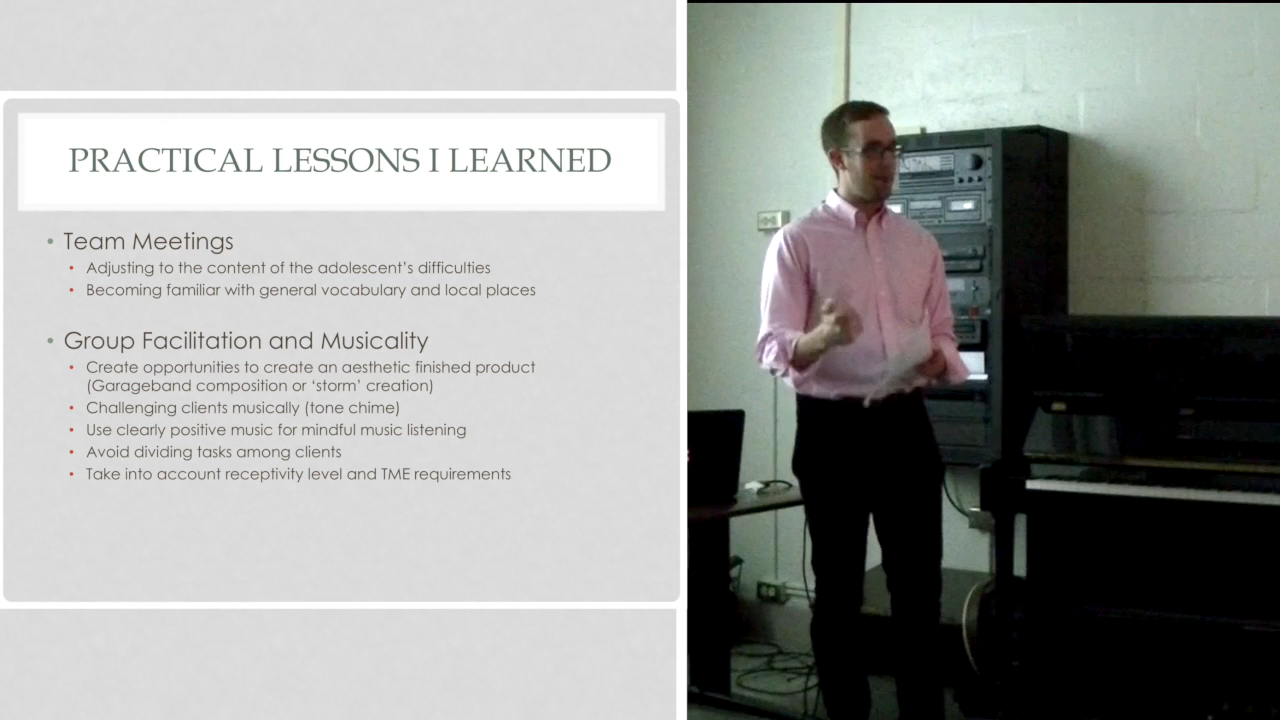 PRACTICAL LESSONS I LEARNED
• Team Meetings
• Adjusting to the content of the adolescent's difficulties
• Becoming familiar with general vocabulary and local places
• Group Facilitation and Musicality
• Create opportunities to create an aesthetic finished product
(Garageband composition or 'storm' creation)
• Challenging clients musically (tone chime)
• Use clearly positive music for mindful music listening
• Avoid dividing tasks among clients
• Take into account receptivity level and TME requirements